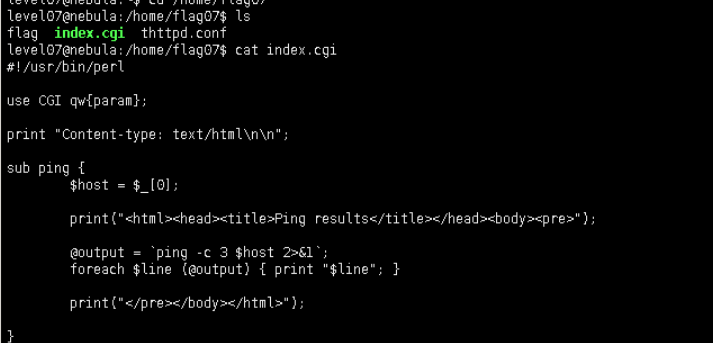 level07@nebula:~$ cd /home/flag07
level07@nebula:/home/flag07$ ls
flag  index.cgi  thttpd.conf
level07@nebula:/home/flag07$ cat index.cgi
#!/usr/bin/perl

use CGI qw{param};

print "Content-type: text/html\n\n";

sub ping {
        $host = $_[0];

        print("<html><head><title>Ping results</title></head><body><pre>");

        @output = `ping -c 3 $host 2>&1`;
        foreach $line (@output) { print "$line"; }

        print("</pre></body></html>");

}